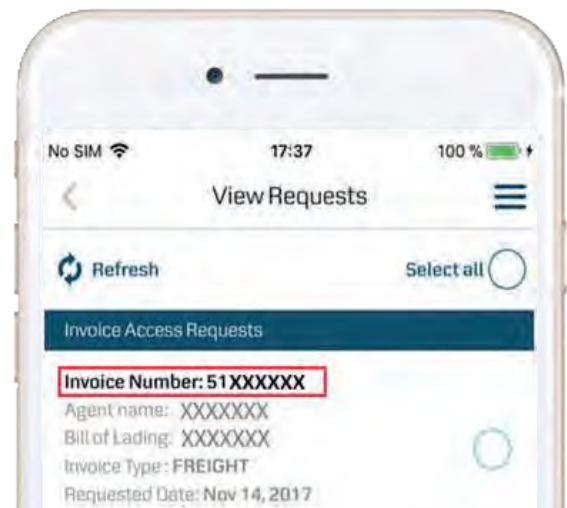 No SIM 17:37 100 %
View Requests
Refresh Select all
Invoice Access Requests
Invoice Number: 51XXXXXX
Agent name: XXXXXXX
Bill of Lading: XXXXXXX
Invoice Type : FREIGHT
Requested Date: Nov 14, 2017